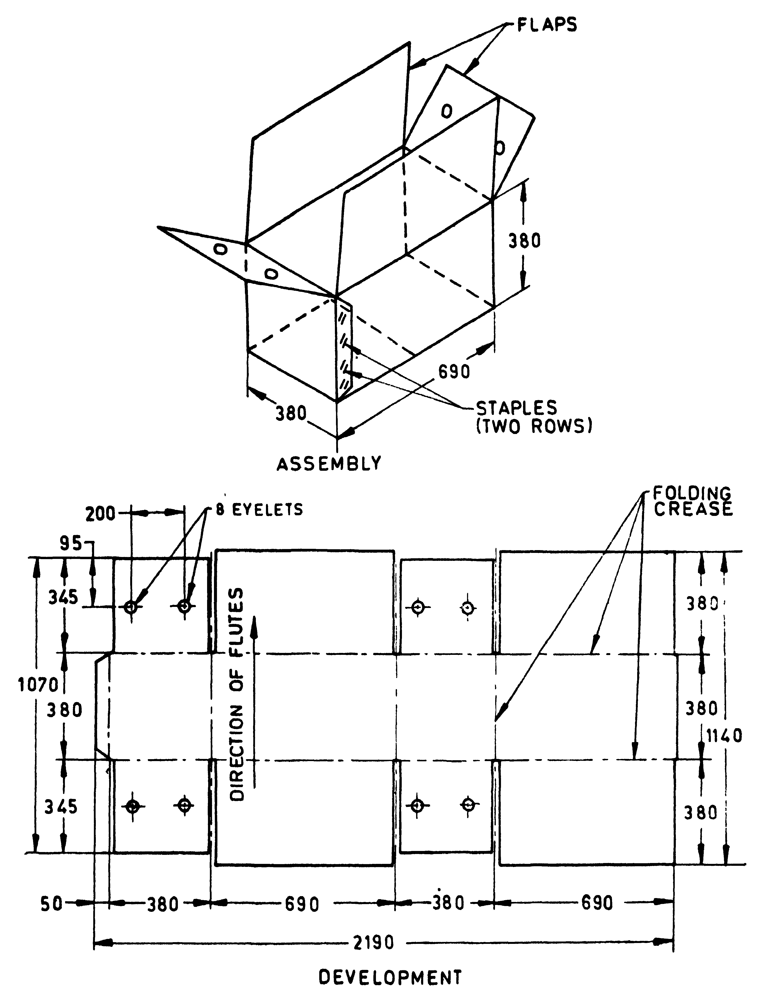 FLAPS
380
690
380
STAPLES
(TWO ROWS)
ASSEMBLY
FOLDING
CREASE
200
8 EYELETS
95
345
380
1070
380
345
DIRECTION OF FLUTES
380
1140
380
50
380
690
380
690
2190
DEVELOPMENT